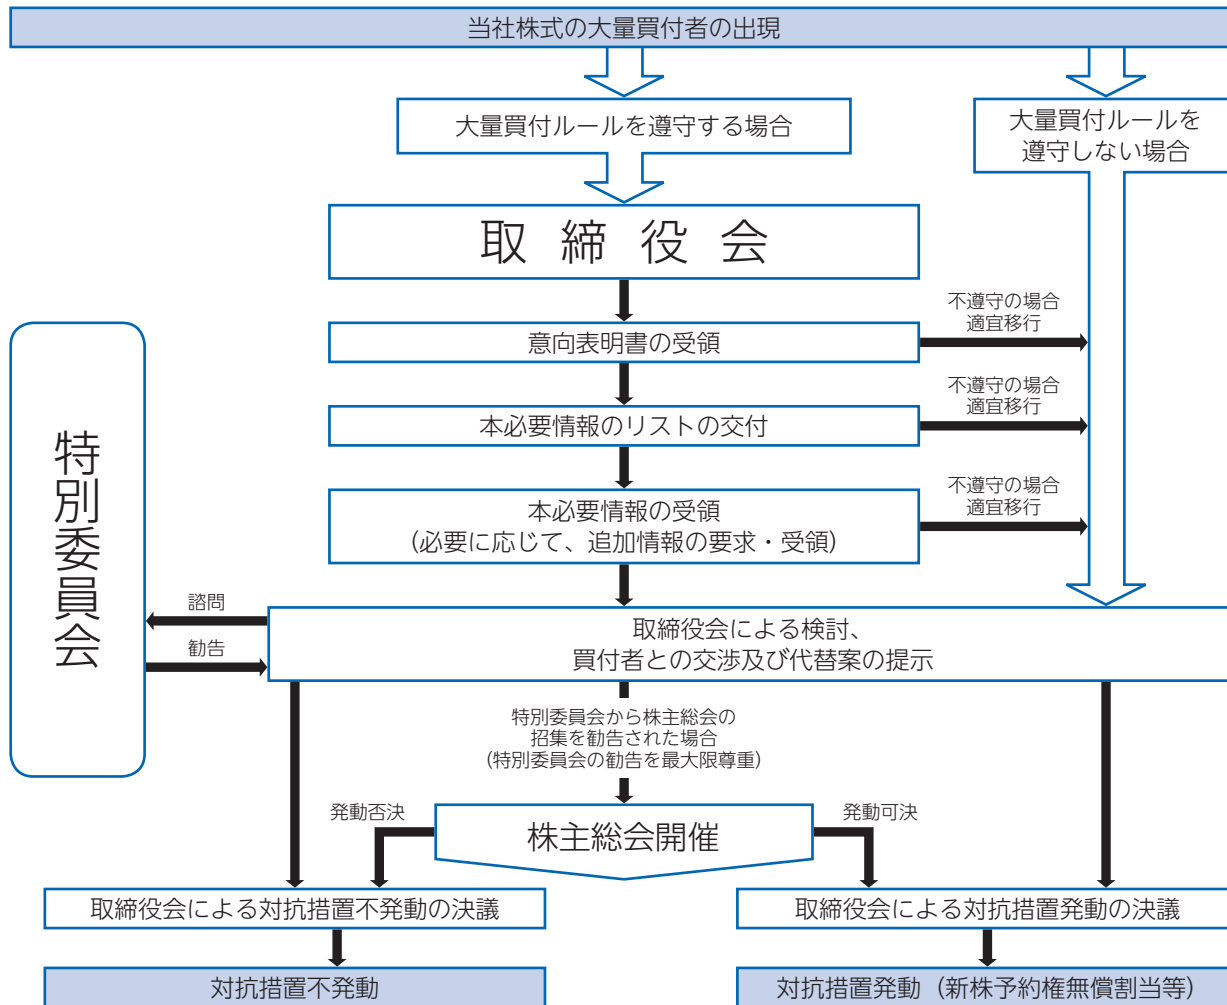 当社株式の大量買付者の出現
大量買付ルールを遵守する場合
大量買付ルールを
遵守しない場合
取締役会
意向表明書の受領
不遵守の場合
適宜移行
本必要情報のリストの交付
不遵守の場合
適宜移行
本必要情報の受領
(必要に応じて、追加情報の要求・受領)
不遵守の場合
適宜移行
特別委員会
諮問
勧告
取締役会による検討、
買付者との交渉及び代替案の提示
特別委員会から株主総会の
招集を勧告された場合
(特別委員会の勧告を最大限尊重)
発動否決
株主総会開催
発動可決
取締役会による対抗措置不発動の決議
取締役会による対抗措置発動の決議
対抗措置不発動
対抗措置発動（新株予約権無償割当等）